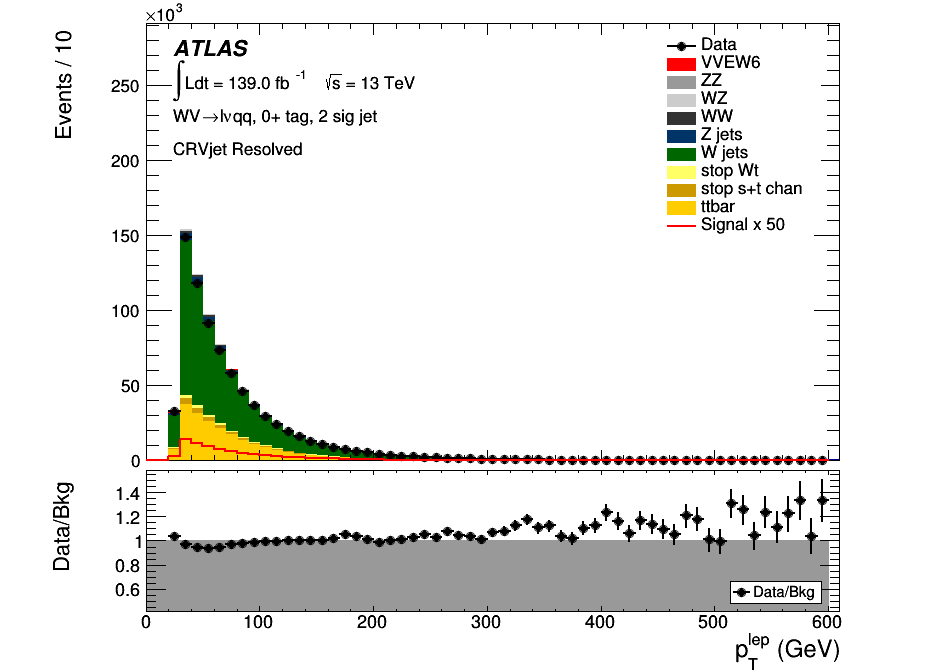 ×10³
Events / 10
ATLAS
∫Ldt = 139.0 fb⁻¹ √s = 13 TeV
WV→lνqq, 0+ tag, 2 sig jet
CRVjet Resolved
Data
VVEW6
ZZ
WZ
WW
Z jets
W jets
stop Wt
stop s+t chan
ttbar
Signal x 50
250
200
150
100
50
0
Data/Bkg
1.4
1.2
1
0.8
0.6
Data/Bkg
0 100 200 300 400 500 600
p_T^lep (GeV)